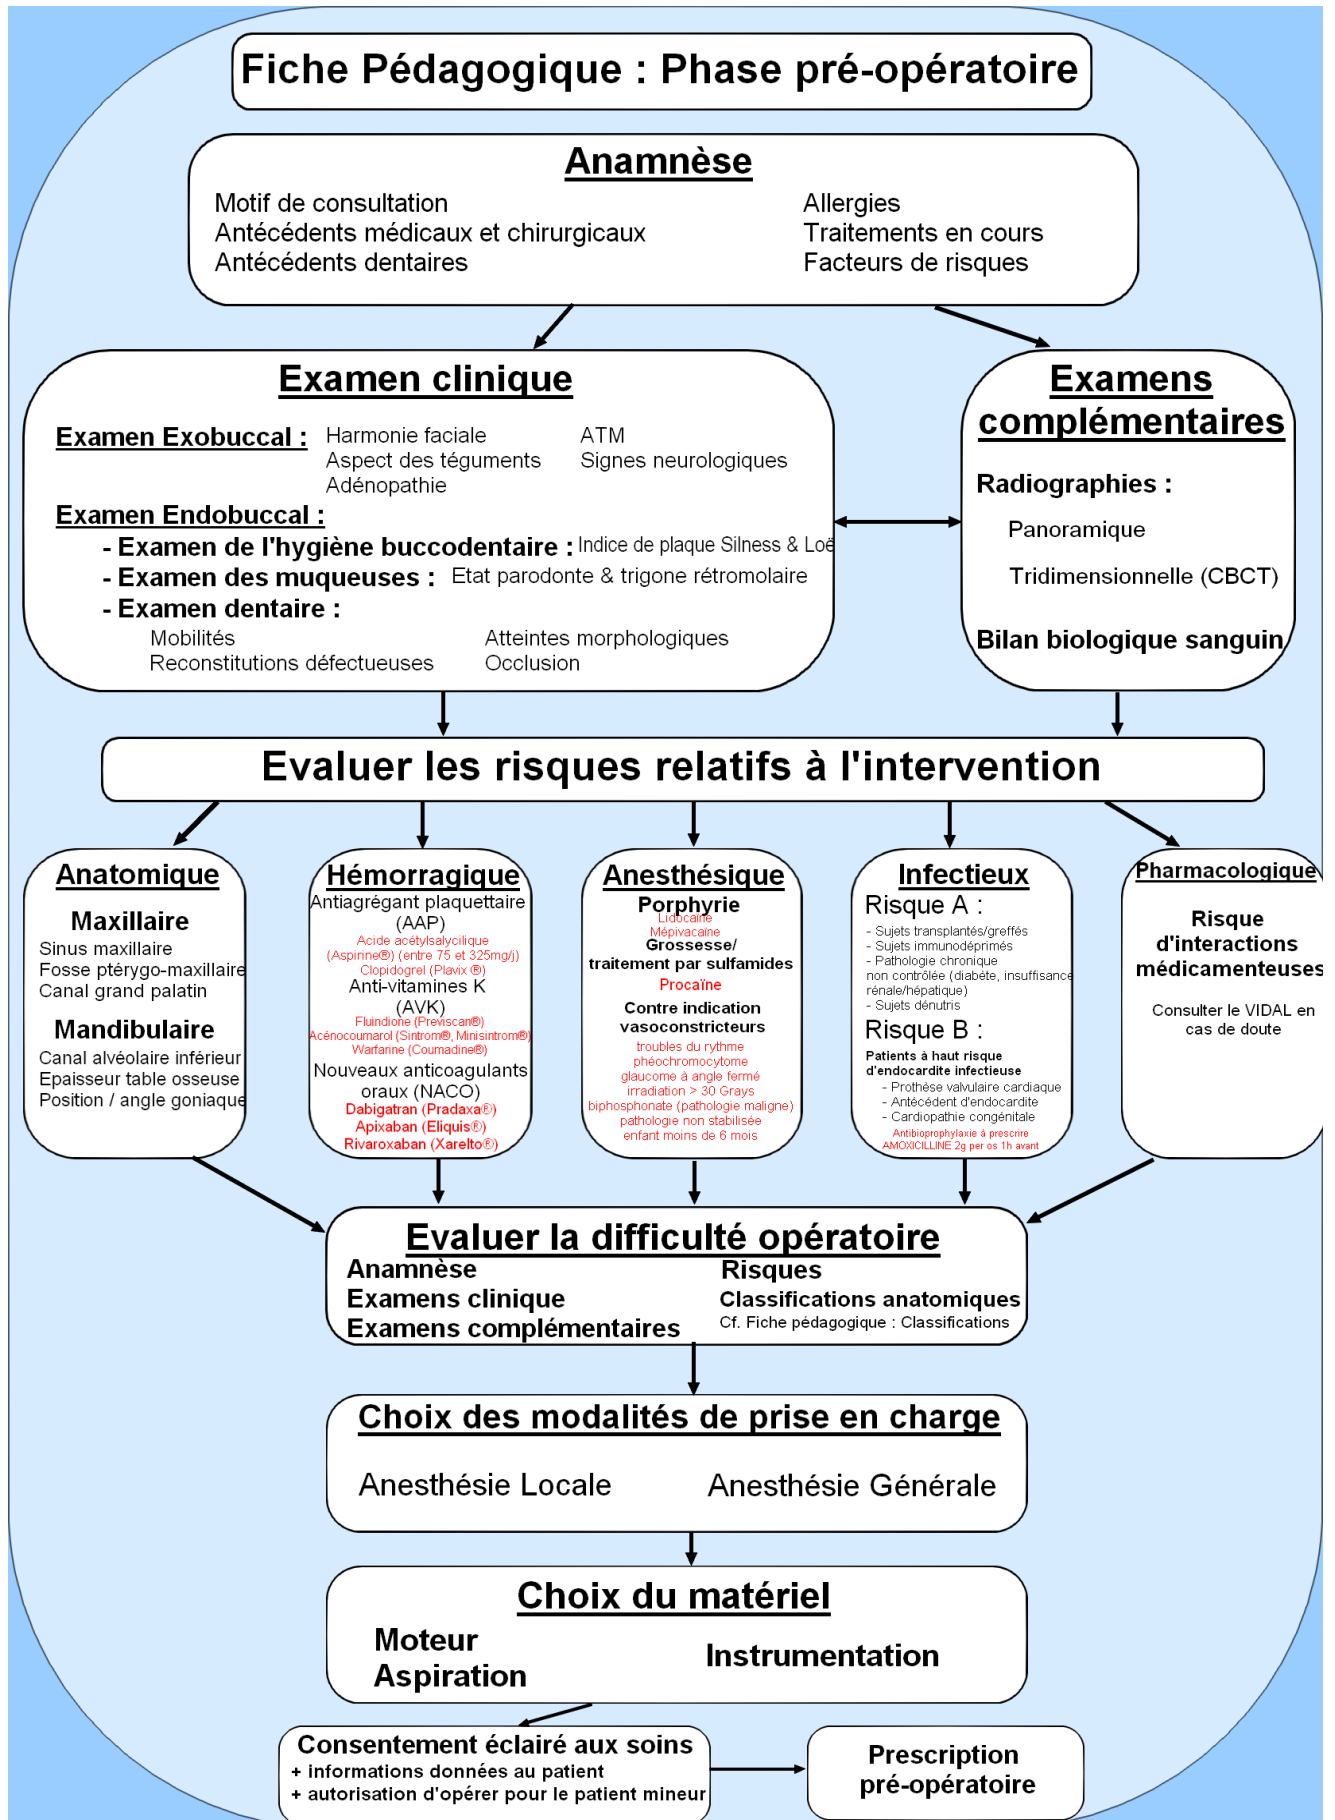 Fiche Pédagogique : Phase pré-opératoire
Anamnèse
Motif de consultation
Antécédents médicaux et chirurgicaux
Antécédents dentaires
Allergies
Traitements en cours
Facteurs de risques
Examen clinique
Examen Exobuccal :
Harmonie faciale
Aspect des téguments
Adénopathie
ATM
Signes neurologiques
Examen Endobuccal :
- Examen de l'hygiène buccodentaire : Indice de plaque Silness & Loë
- Examen des muqueuses : Etat parodonte & trigone rétromolaire
- Examen dentaire :
Mobilités
Reconstitutions défectueuses
Atteintes morphologiques
Occlusion
Examens
complémentaires
Radiographies :
Panoramique
Tridimensionnelle (CBCT)
Bilan biologique sanguin
Evaluer les risques relatifs à l'intervention
Anatomique
Maxillaire
Sinus maxillaire
Fosse ptérygo-maxillaire
Canal grand palatin
Mandibulaire
Canal alvéolaire inférieur
Epaisseur table osseuse
Position / angle goniaque
Hémorragique
Antiagrégant plaquettaire
(AAP)
Acide acétylsalycilique
(Aspirine®) (entre 75 et 325mg/j)
Clopidogrel (Plavix ®)
Anti-vitamines K
(AVK)
Fluindione (Previscan®)
Acénocoumarol (Sintrom®, Minisintrom®)
Warfarine (Coumadine®)
Nouveaux anticoagulants
oraux (NACO)
Dabigatran (Pradaxa®)
Apixaban (Eliquis®)
Rivaroxaban (Xarelto®)
Anesthésique
Porphyrie
Lidocaïne
Mépivacaïne
Grossesse/
traitement par sulfamides
Procaïne
Contre indication
vasoconstricteurs
troubles du rythme
phéochromocytome
glaucome à angle fermé
irradiation > 30 Grays
biphosphonate (pathologie maligne)
pathologie non stabilisée
enfant moins de 6 mois
Infectieux
Risque A :
- Sujets transplantés/greffés
- Sujets immunodéprimés
- Pathologie chronique
non contrôlée (diabéte, insuffisance
rénale/hépatique)
- Sujets dénutris
Risque B :
Patients à haut risque
d'endocardite infectieuse
- Prothèse valvulaire cardiaque
- Antécédent d'endocardite
- Cardiopathie congénitale
Antibioprophylaxie à prescrire
AMOXICILLINE 2g per os 1h avant
Pharmacologique
Risque
d'interactions
médicamenteuses
Consulter le VIDAL en
cas de doute
Evaluer la difficulté opératoire
Anamnèse
Examens clinique
Examens complémentaires
Risques
Classifications anatomiques
Cf. Fiche pédagogique : Classifications
Choix des modalités de prise en charge
Anesthésie Locale
Anesthésie Générale
Choix du matériel
Moteur
Aspiration
Instrumentation
Consentement éclairé aux soins
+ informations données au patient
+ autorisation d'opérer pour le patient mineur
Prescription
pré-opératoire